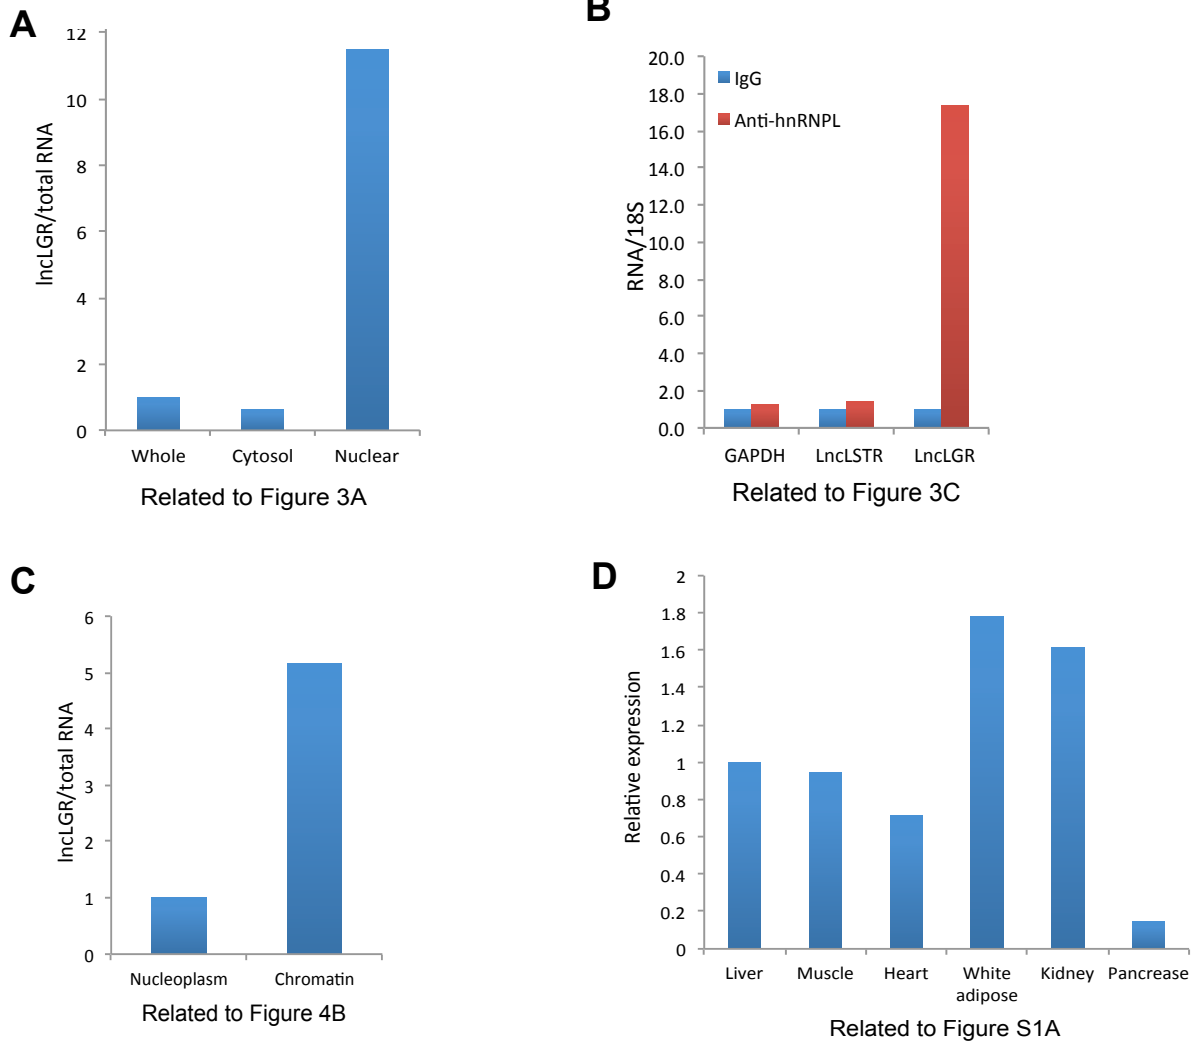 A
12
10
8
6
4
2
0
lncLGR/total RNA
Whole Cytosol Nuclear
Related to Figure 3A
B
20.0
18.0
16.0
14.0
12.0
10.0
8.0
6.0
4.0
2.0
0.0
RNA/18S
IgG
Anti-hnRNPL
GAPDH LncLSTR LncLGR
Related to Figure 3C
C
6
5
4
3
2
1
0
lncLGR/total RNA
Nucleoplasm Chromatin
Related to Figure 4B
D
2
1.8
1.6
1.4
1.2
1
0.8
0.6
0.4
0.2
0
Relative expression
Liver Muscle Heart White Kidney Pancrease
adipose
Related to Figure S1A